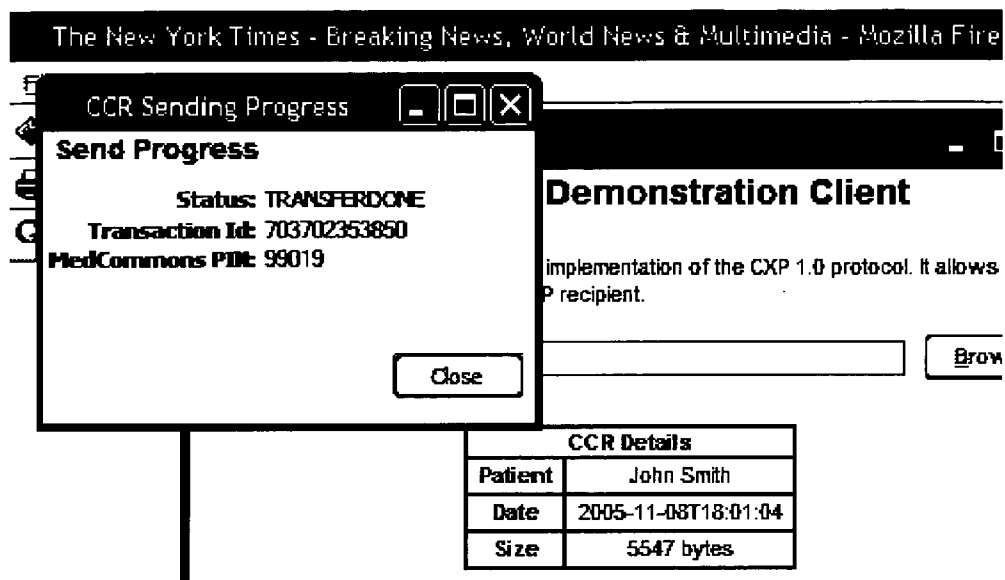 The New York Times - Breaking News, World News & Multimedia - Mozilla Fire
CCR Sending Progress
Send Progress
Status: TRANSFERDONE
Transaction Id: 703702353850
MedCommons PIN: 99019
Close
Demonstration Client
implementation of the CXP 1.0 protocol. It allows
P recipient.
Brow
CCR Details
Patient John Smith
Date 2005-11-08T18:01:04
Size 5547 bytes